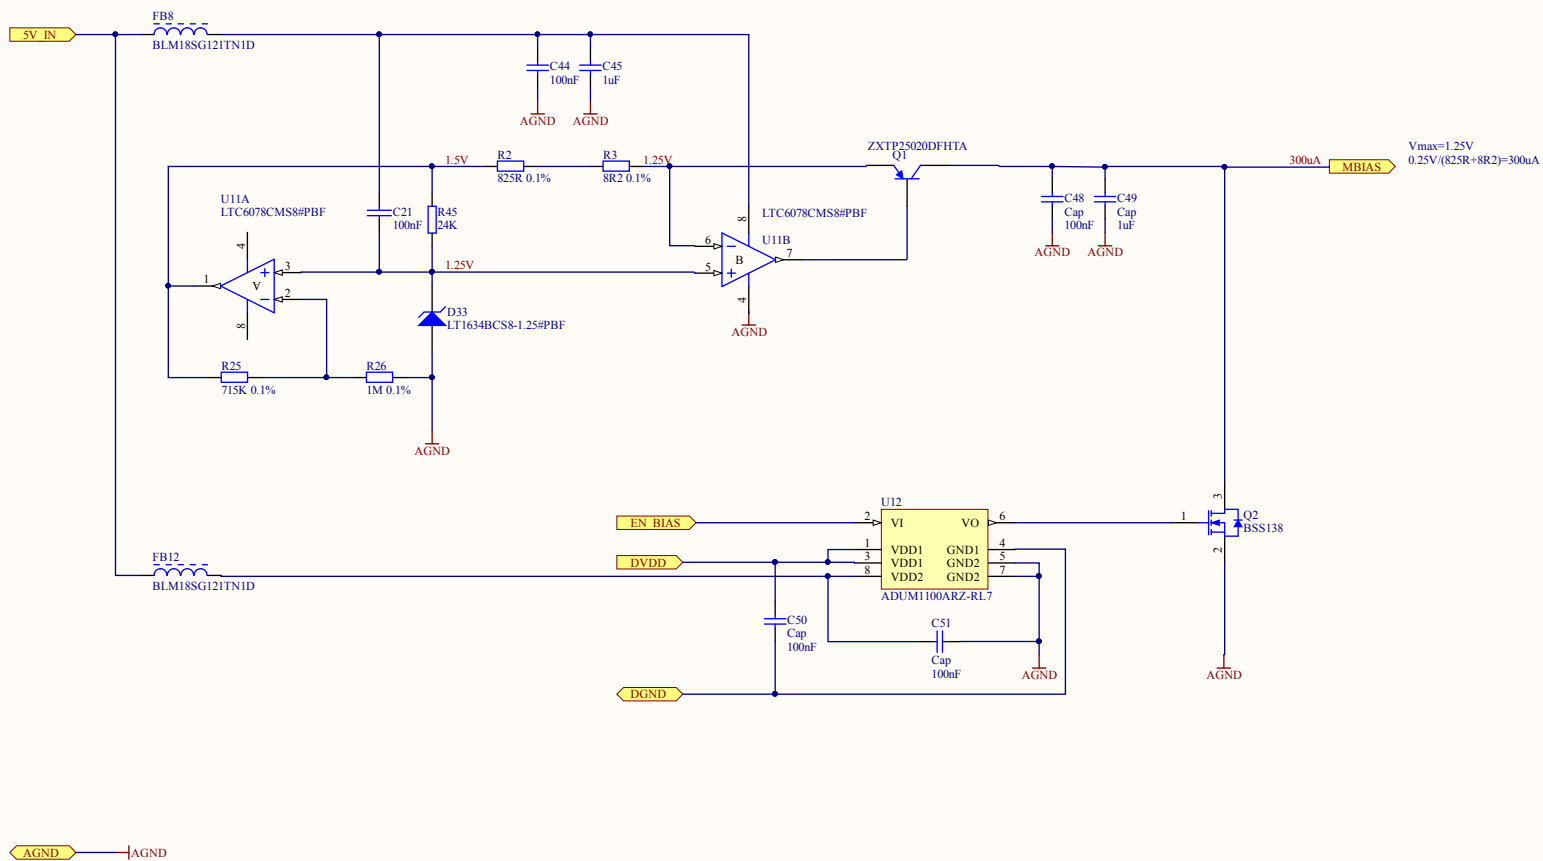 FB8
5V_IN
BLM18SG121TN1D
C44
100nF
C45
1uF
AGND
AGND
ZXTP25020DFHTA
Q1
Vmax=1.25V
0.25V/(825R+8R2)=300uA
1.5V
R2
825R 0.1%
R3
8R2 0.1%
1.25V
300uA
MBIAS
U11A
LTC6078CMS8#PBF
C21
100nF
R45
24K
LTC6078CMS8#PBF
U11B
C48
Cap
100nF
C49
Cap
1uF
AGND
AGND
4
3
2
1
A
8
1.25V
8
6
5
B
7
4
AGND
D33
LT1634BCS8-1.25#PBF
R25
715K 0.1%
R26
1M 0.1%
AGND
U12
EN_BIAS
2
VI
VO
6
1
3
Q2
BSS138
2
DVDD
1
VDD1
GND1
4
3
VDD1
GND2
5
8
VDD2
GND2
7
ADUM1100ARZ-RL7
FB12
BLM18SG121TN1D
C50
Cap
100nF
C51
Cap
100nF
AGND
AGND
DGND
AGND
AGND